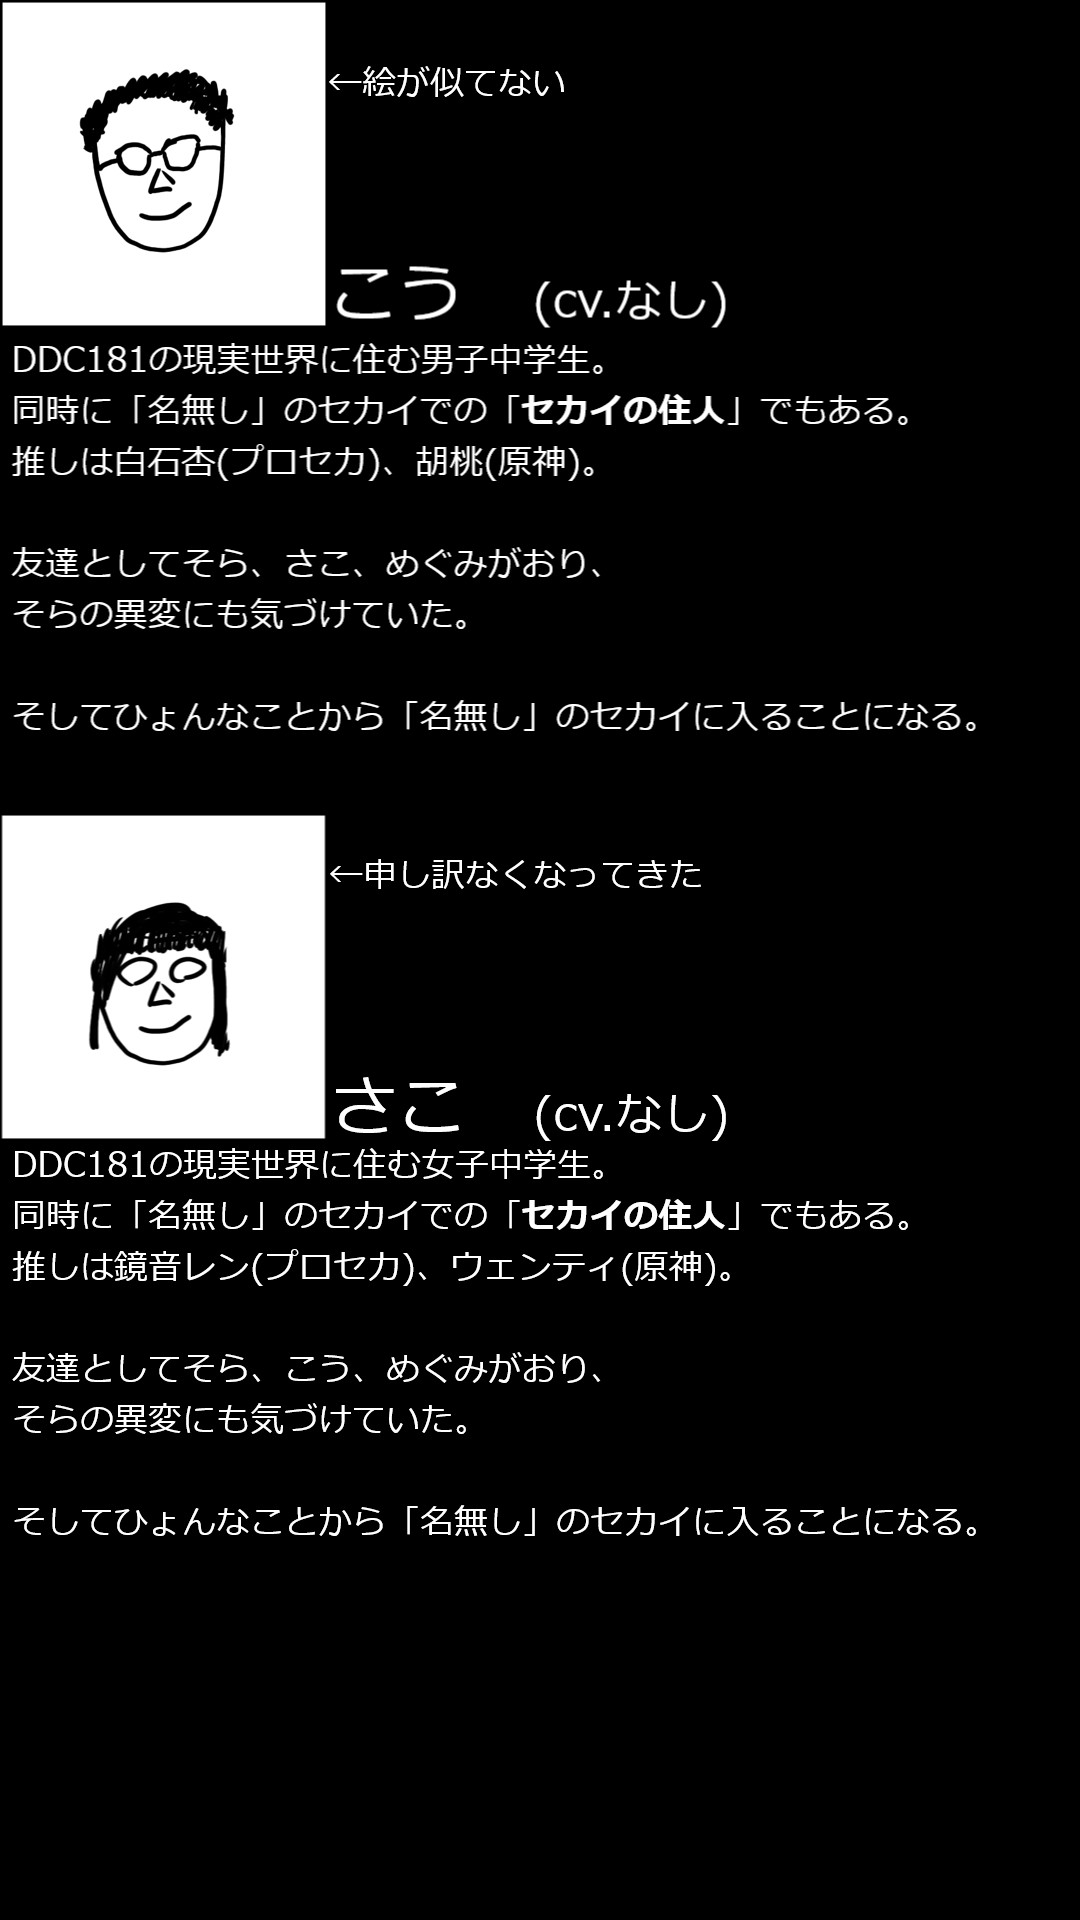 ←絵が似てない
こう　(cv.なし)
DDC181の現実世界に住む男子中学生。
同時に「名無し」のセカイでの「セカイの住人」でもある。
推しは白石杏(プロセカ)、胡桃(原神)。
友達としてそら、さこ、めぐみがおり、
そらの異変にも気づけていた。
そしてひょんなことから「名無し」のセカイに入ることになる。
←申し訳なくなってきた
さこ　(cv.なし)
DDC181の現実世界に住む女子中学生。
同時に「名無し」のセカイでの「セカイの住人」でもある。
推しは鏡音レン(プロセカ)、ウェンティ(原神)。
友達としてそら、こう、めぐみがおり、
そらの異変にも気づけていた。
そしてひょんなことから「名無し」のセカイに入ることになる。